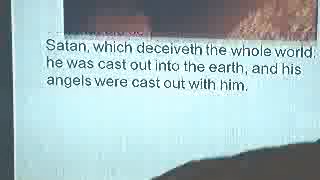 Satan, which deceiveth the whole world:
he was cast out into the earth, and his
angels were cast out with him.